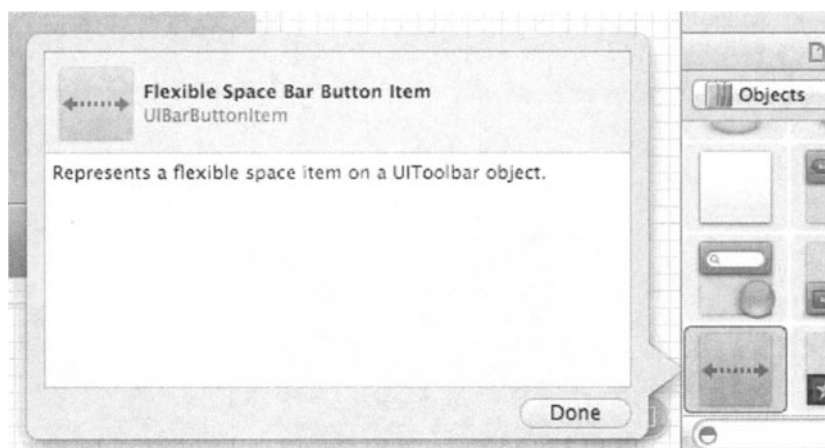 Flexible Space Bar Button Item
UIBarButtonItem
Represents a flexible space item on a UIToolbar object.
Done
Objects